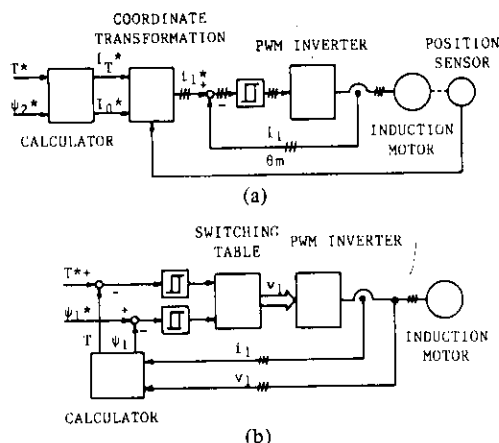 COORDINATE
TRANSFORMATION
PWM INVERTER
POSITION
SENSOR
T*
I_T*
i₁*
+
-
ψ₂*
I₀*
CALCULATOR
i₁
θm
INDUCTION
MOTOR
(a)
SWITCHING
TABLE
PWM INVERTER
T*+
-
v₁
ψ₁*
+
-
T
ψ₁
i₁
v₁
INDUCTION
MOTOR
CALCULATOR
(b)